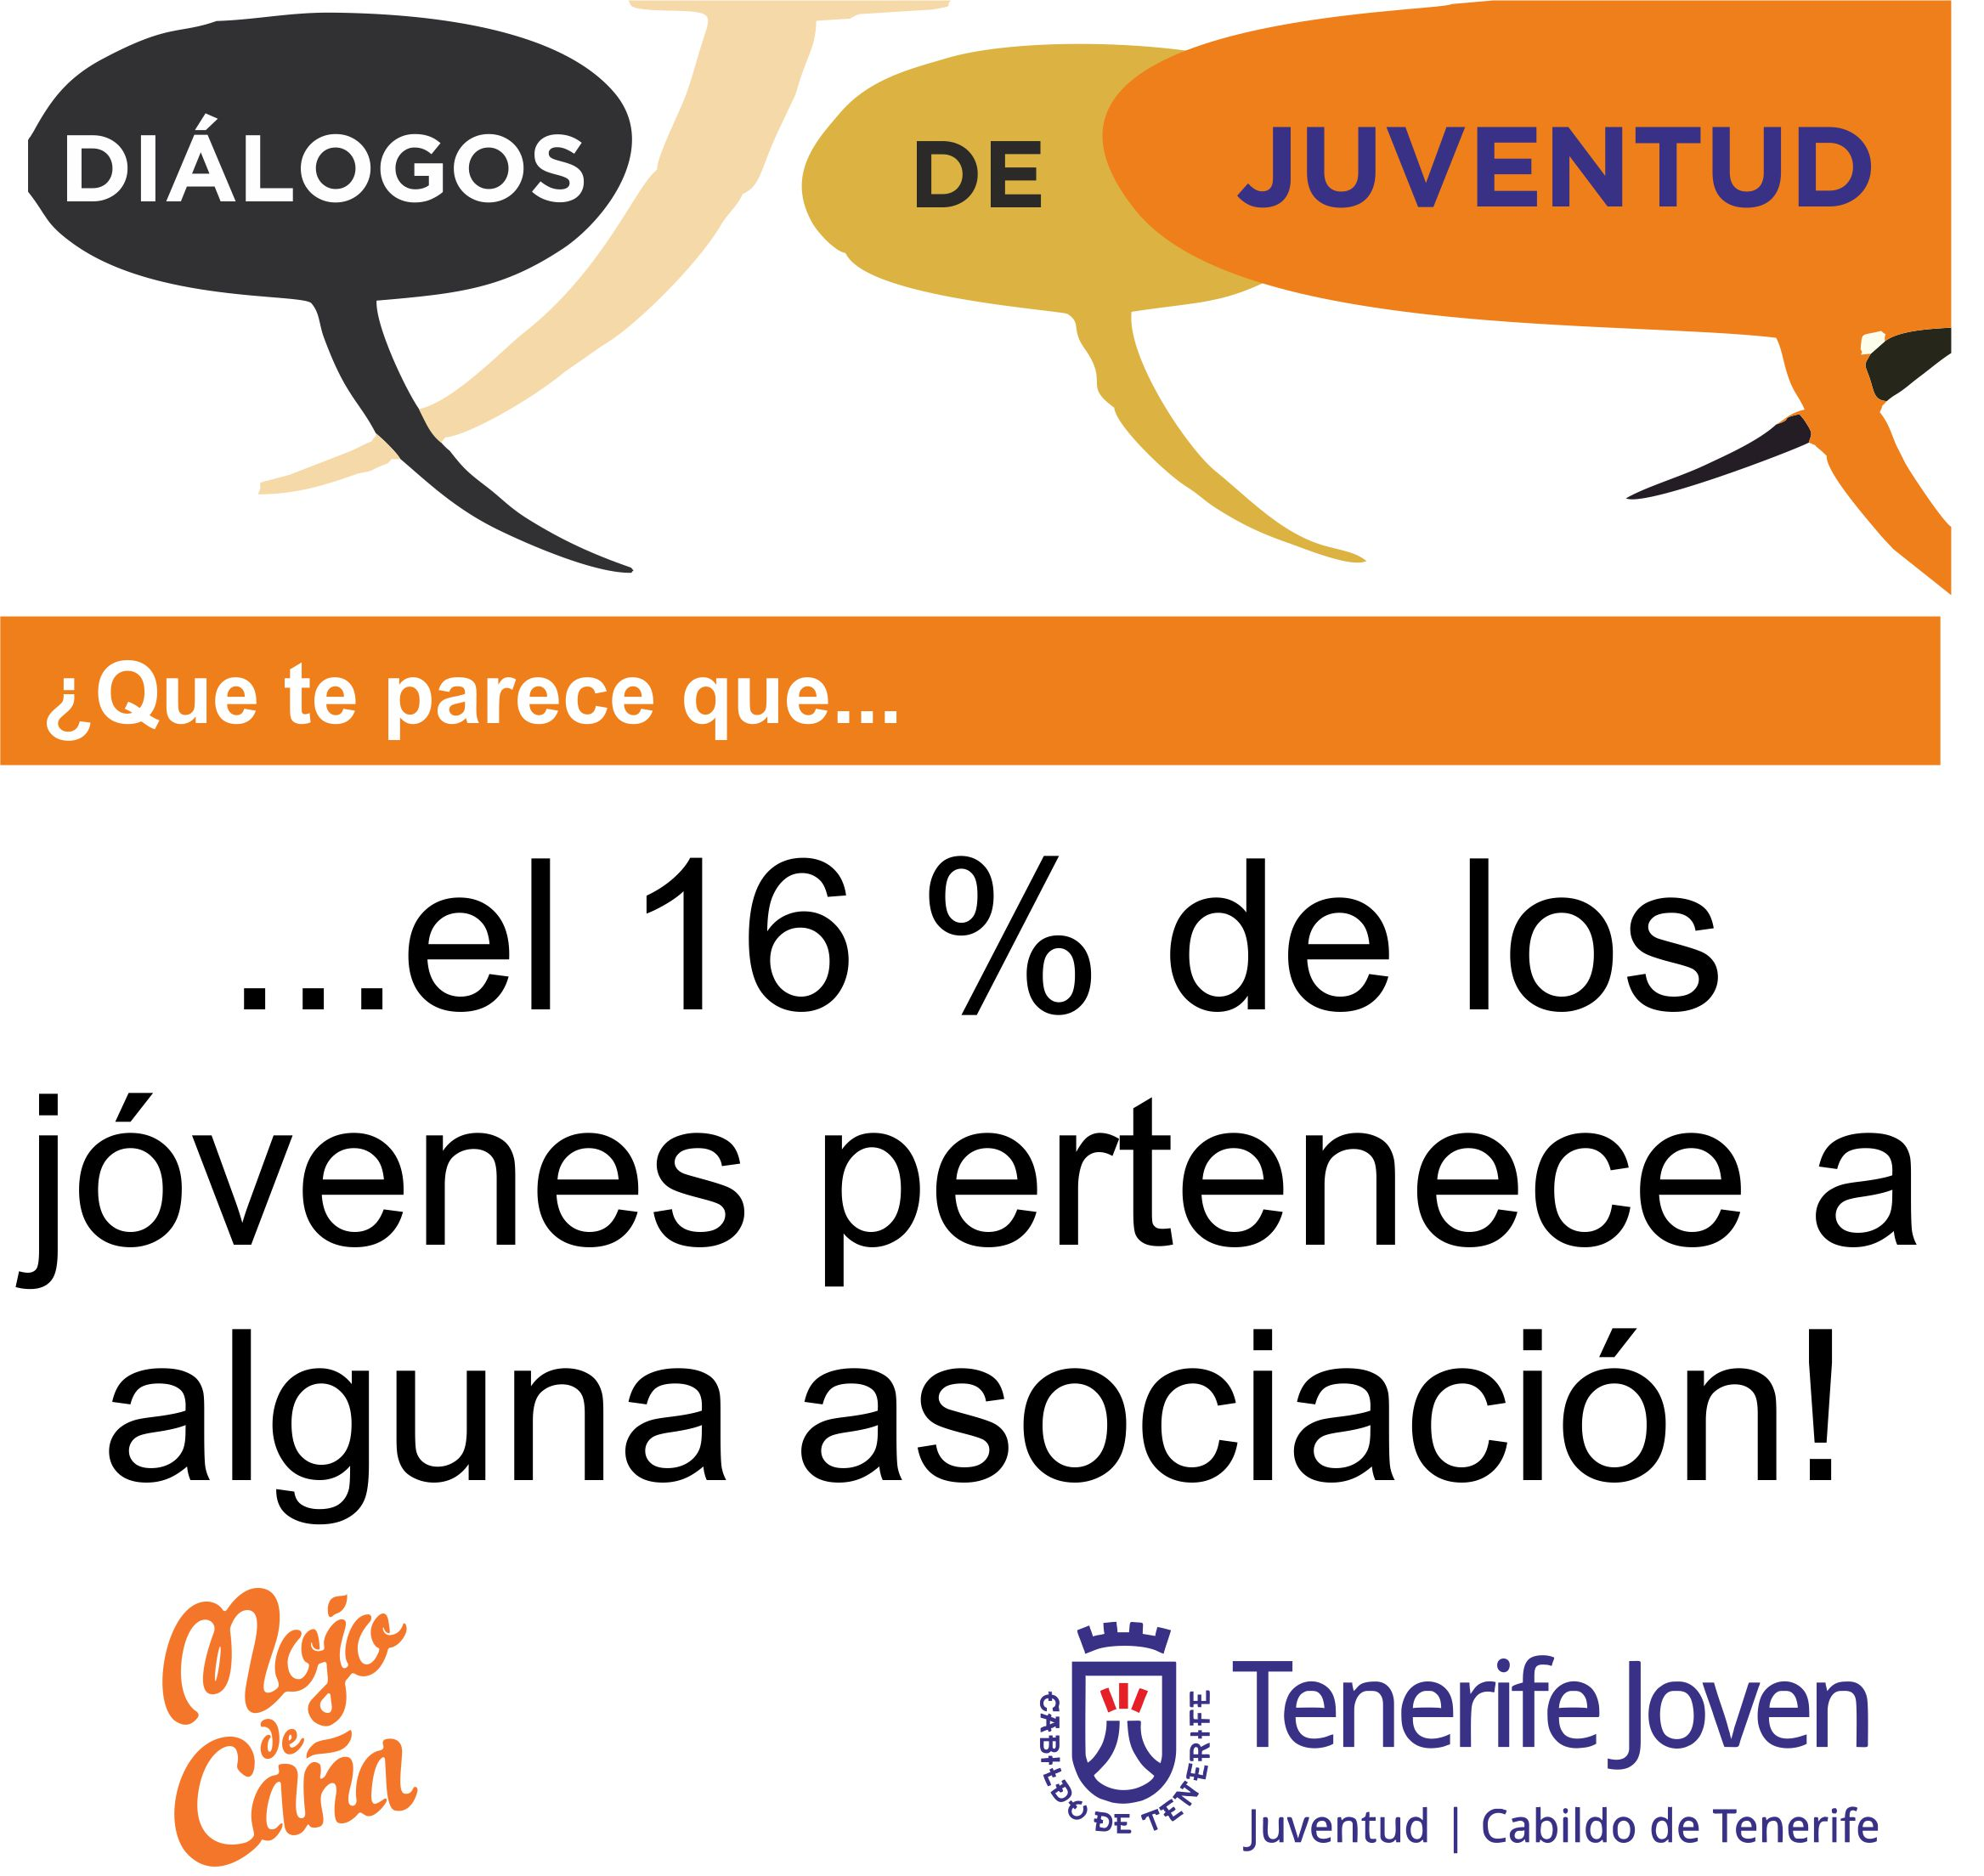 DIÁLOGOS DE JUVENTUD
¿Que te parece que...
...el 16 % de los
jóvenes pertenece a
alguna asociación!
Mojo
de
Caña
CABILDO DE TENERIFE
Tenerife Joven
Juventud | Cabildo de Tenerife